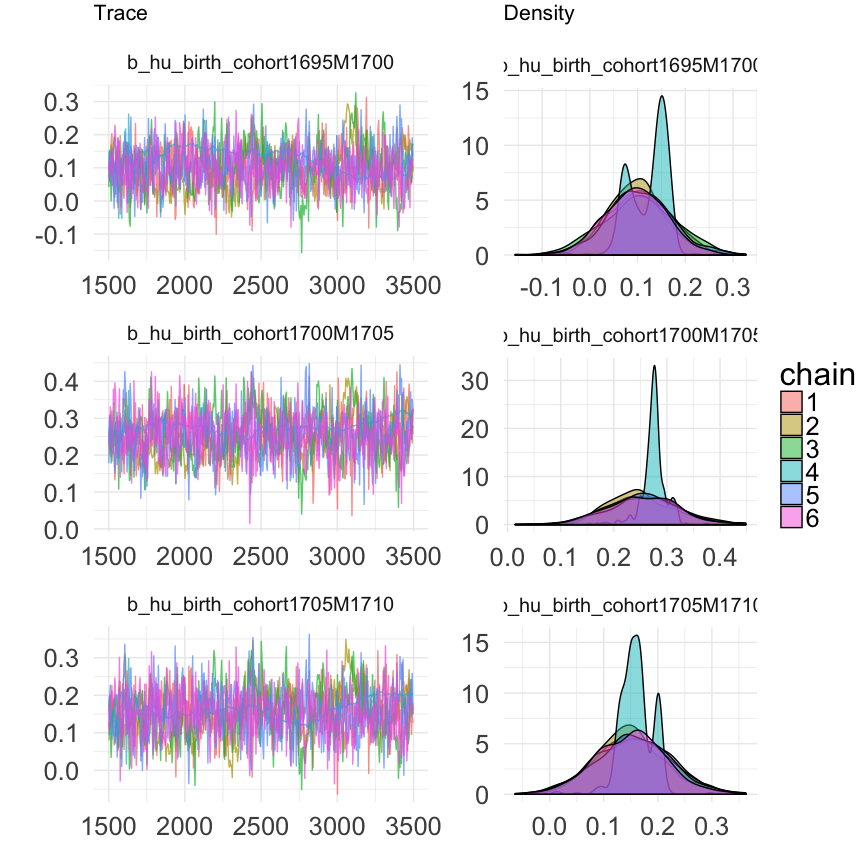 Trace
Density
b_hu_birth_cohort1695M1700
0.3
0.2
0.1
0.0
-0.1
1500 2000 2500 3000 3500
b_hu_birth_cohort1695M1700
15
10
5
0
-0.1 0.0 0.1 0.2 0.3
b_hu_birth_cohort1700M1705
0.4
0.3
0.2
0.1
0.0
1500 2000 2500 3000 3500
b_hu_birth_cohort1700M1705
30
20
10
0
0.0 0.1 0.2 0.3 0.4
b_hu_birth_cohort1705M1710
0.3
0.2
0.1
0.0
1500 2000 2500 3000 3500
b_hu_birth_cohort1705M1710
15
10
5
0
0.0 0.1 0.2 0.3
chain
1
2
3
4
5
6